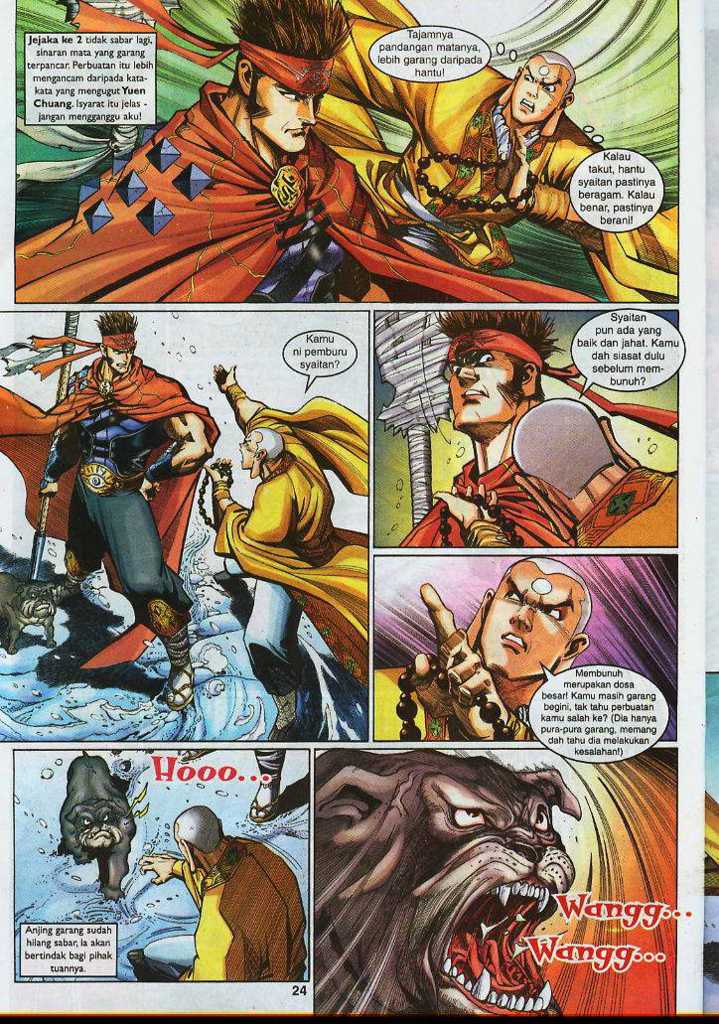 Jejaka ke 2 tidak sabar lagi,
sinaran mata yang garang
terpancar. Perbuatan itu lebih
mengancam daripada kata-
kata yang mengugut Yuen
Chuang. Isyarat itu jelas -
jangan mengganggu aku!
Tajamnya
pandangan matanya,
lebih garang daripada
hantu!
Kalau
takut, hantu
syaitan pastinya
beragam. Kalau
benar, pastinya
berani!
Kamu
ni pemburu
syaitan?
Syaitan
pun ada yang
baik dan jahat. Kamu
dah siasat dulu
sebelum mem-
bunuh?
Membunuh
merupakan dosa
besar! Kamu masih garang
begini, tak tahu perbuatan
kamu salah ke? (Dia hanya
pura-pura garang, memang
dah tahu dia melakukan
kesalahan!)
Hooo...
Anjing garang sudah
hilang sabar, Ia akan
bertindak bagi pihak
tuannya.
Wangg...
Wangg...
24